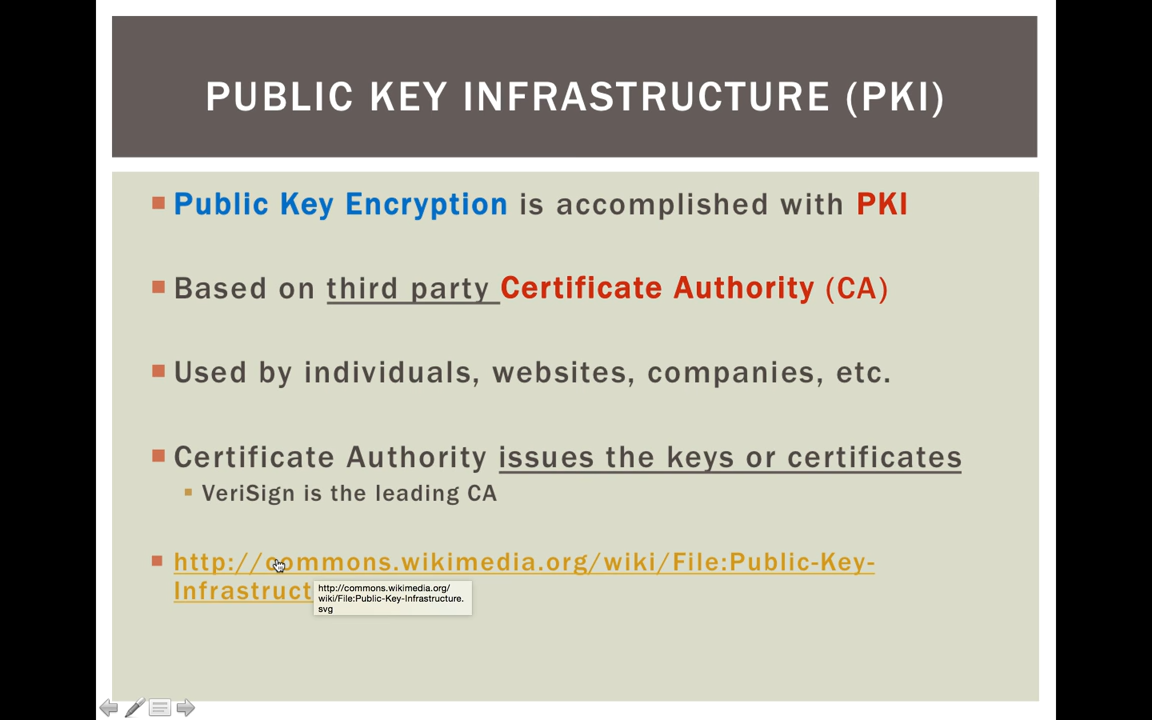 PUBLIC KEY INFRASTRUCTURE (PKI)
Public Key Encryption is accomplished with PKI
Based on third party Certificate Authority (CA)
Used by individuals, websites, companies, etc.
Certificate Authority issues the keys or certificates
VeriSign is the leading CA
http://commons.wikimedia.org/wiki/File:Public-Key-
Infrastruct
http://commons.wikimedia.org/
wiki/File:Public-Key-Infrastructure.
svg